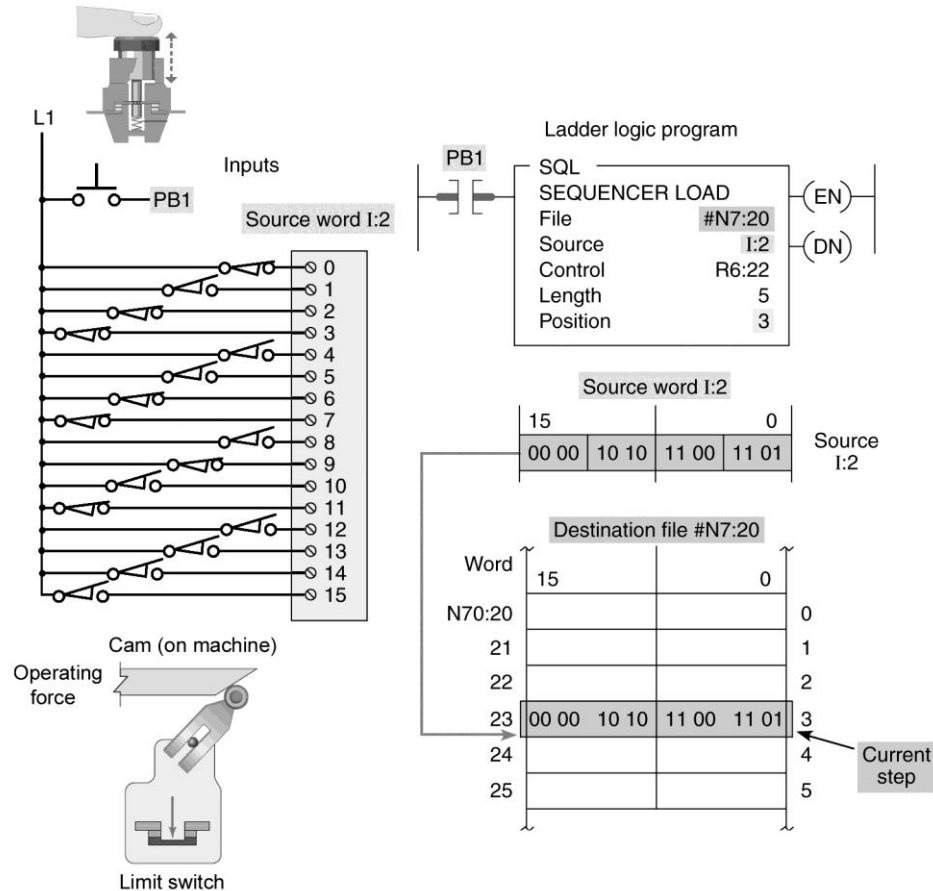 L1
Inputs
PB1
Source word I:2
0
1
2
3
4
5
6
7
8
9
10
11
12
13
14
15
Cam (on machine)
Operating
force
Limit switch
Ladder logic program
PB1
SQL
SEQUENCER LOAD
File #N7:20
Source I:2
Control R6:22
Length 5
Position 3
EN
DN
Source word I:2
15 0
00 00 10 10 11 00 11 01
Source
I:2
Destination file #N7:20
Word
15 0
N70:20 0
21 1
22 2
23 00 00 10 10 11 00 11 01 3
24 4
25 5
Current
step